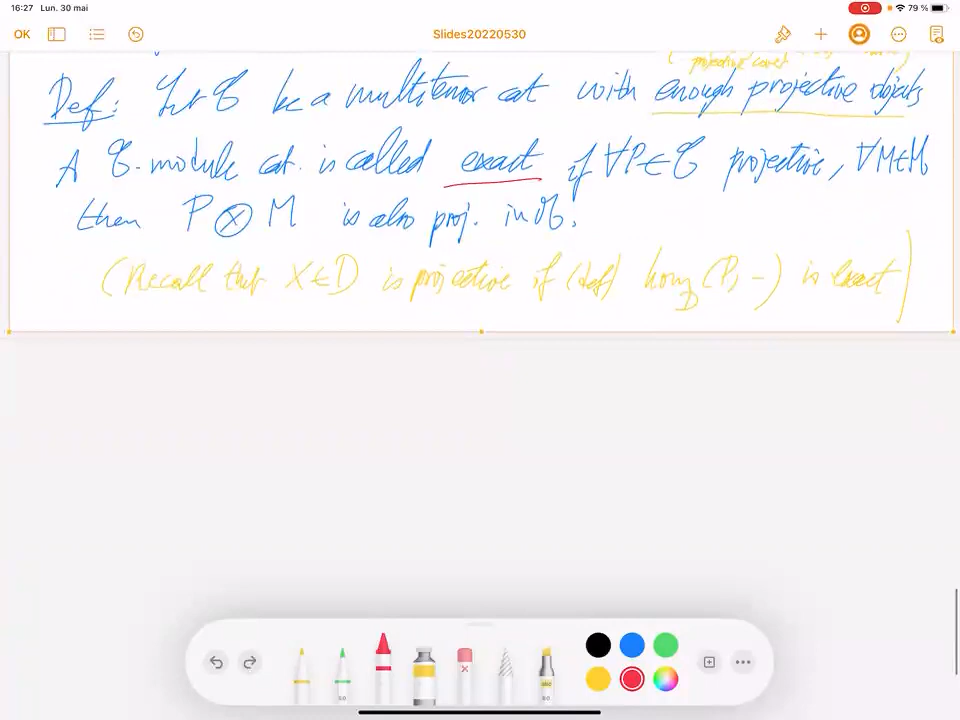 16:27 Lun. 30 mai
79 %
OK
Slides20220530
projective cover
Def: Let C be a multitensor cat with enough projective objects
A C-module cat. is called exact if ∀P∈C projective, ∀M∈M
then P ⊗ M is also proj. in M.
(Recall that X∈D is projective if (def) hom_D(P, -) is exact)